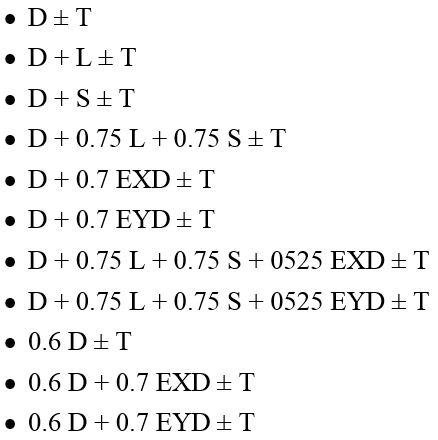 • D ± T
• D + L ± T
• D + S ± T
• D + 0.75 L + 0.75 S ± T
• D + 0.7 EXD ± T
• D + 0.7 EYD ± T
• D + 0.75 L + 0.75 S + 0525 EXD ± T
• D + 0.75 L + 0.75 S + 0525 EYD ± T
• 0.6 D ± T
• 0.6 D + 0.7 EXD ± T
• 0.6 D + 0.7 EYD ± T